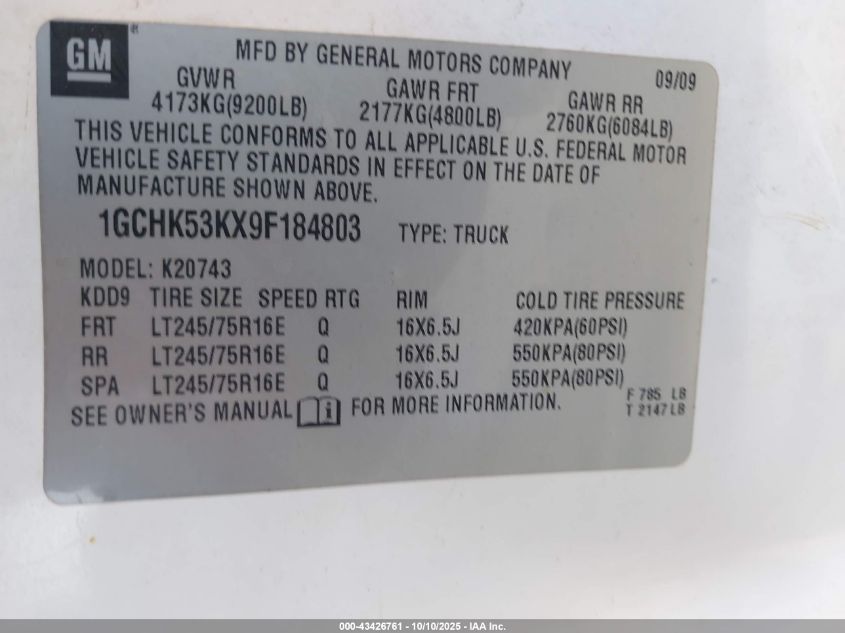 GM
MFD BY GENERAL MOTORS COMPANY
09/09
GVWR GAWR FRT GAWR RR
4173KG(9200LB) 2177KG(4800LB) 2760KG(6084LB)
THIS VEHICLE CONFORMS TO ALL APPLICABLE U.S. FEDERAL MOTOR
VEHICLE SAFETY STANDARDS IN EFFECT ON THE DATE OF
MANUFACTURE SHOWN ABOVE.
1GCHK53KX9F184803 TYPE: TRUCK
MODEL: K20743
KDD9 TIRE SIZE SPEED RTG RIM COLD TIRE PRESSURE
FRT LT245/75R16E Q 16X6.5J 420KPA(60PSI)
RR LT245/75R16E Q 16X6.5J 550KPA(80PSI)
SPA LT245/75R16E Q 16X6.5J 550KPA(80PSI)
F 785 LB
T 2147 LB
SEE OWNER'S MANUAL i FOR MORE INFORMATION.
000-43426761 - 10/10/2025 - IAA Inc.